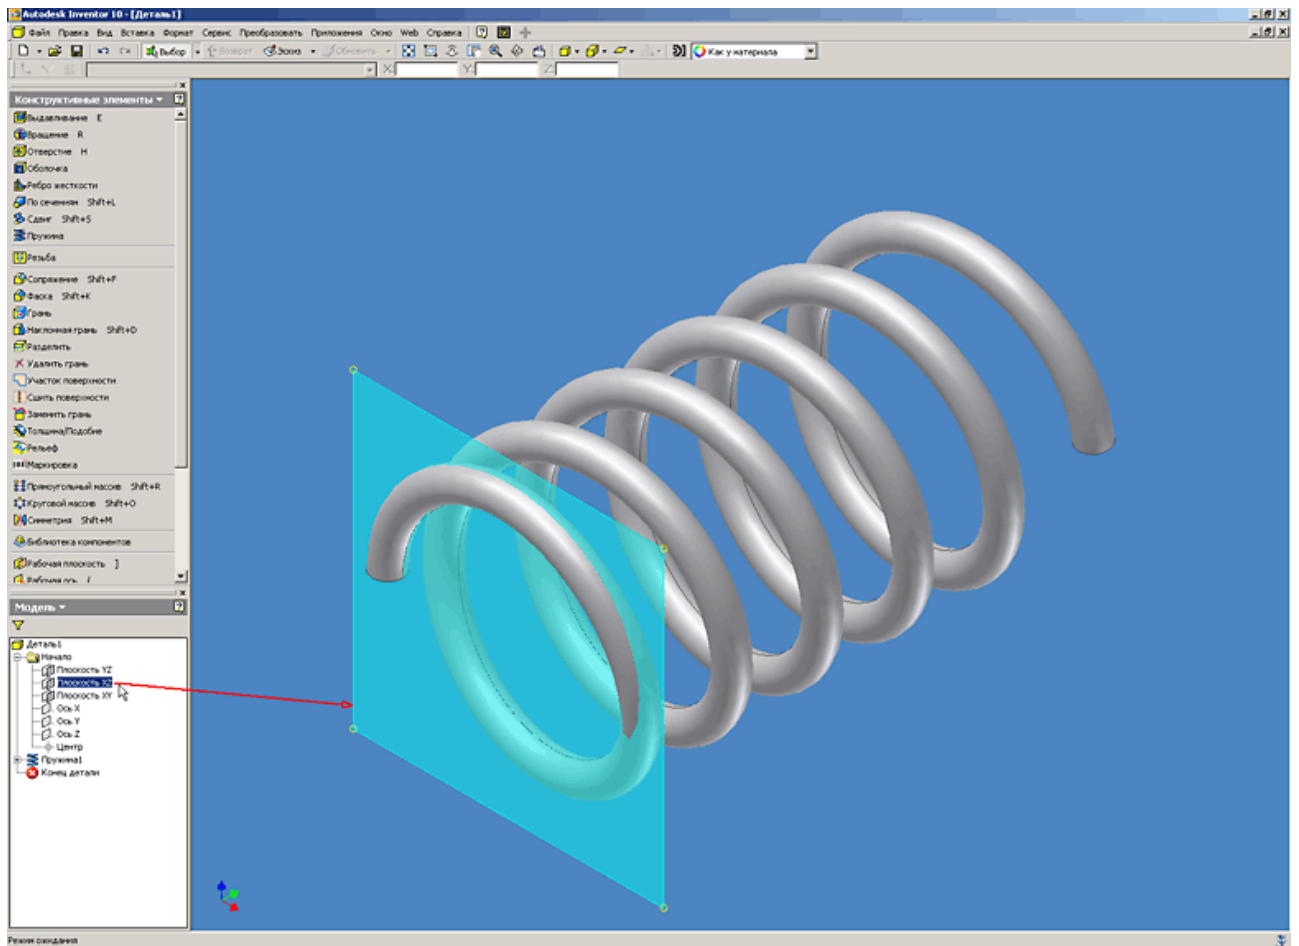 Autodesk Inventor 10 - [Деталь1]
Файл Правка Вид Вставка Формат Сервис Преобразовать Приложения Окно Web Справка
Выбор Возврат Эскиз Обновить Как у материала
X: Y: Z:
Конструктивные элементы
Выдавливание E
Вращение R
Отверстие H
Оболочка
Ребро жесткости
По сечениям Shift+L
Сдвиг Shift+S
Пружина
Резьба
Сопряжение Shift+F
Фаска Shift+K
Грань
Наклонная грань Shift+D
Разделить
Удалить грань
Участок поверхности
Сшить поверхности
Заменить грань
Толщина/Подобие
Рельеф
Маркировка
Прямоугольный массив Shift+R
Круговой массив Shift+O
Симметрия Shift+M
Библиотека компонентов
Рабочая плоскость ]
Рабочая ось /
Модель
Деталь1
Начало
Плоскость YZ
Плоскость XZ
Плоскость XY
Ось X
Ось Y
Ось Z
Центр
Пружина1
Конец детали
Режим ожидания